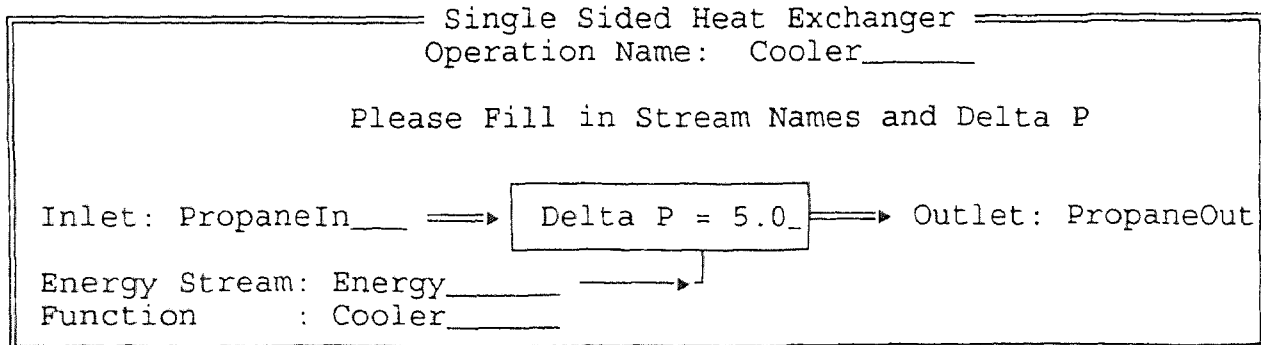 Single Sided Heat Exchanger
Operation Name: Cooler______
Please Fill in Stream Names and Delta P
Inlet: PropaneIn___ Delta P = 5.0_ Outlet: PropaneOut
Energy Stream: Energy______
Function : Cooler______